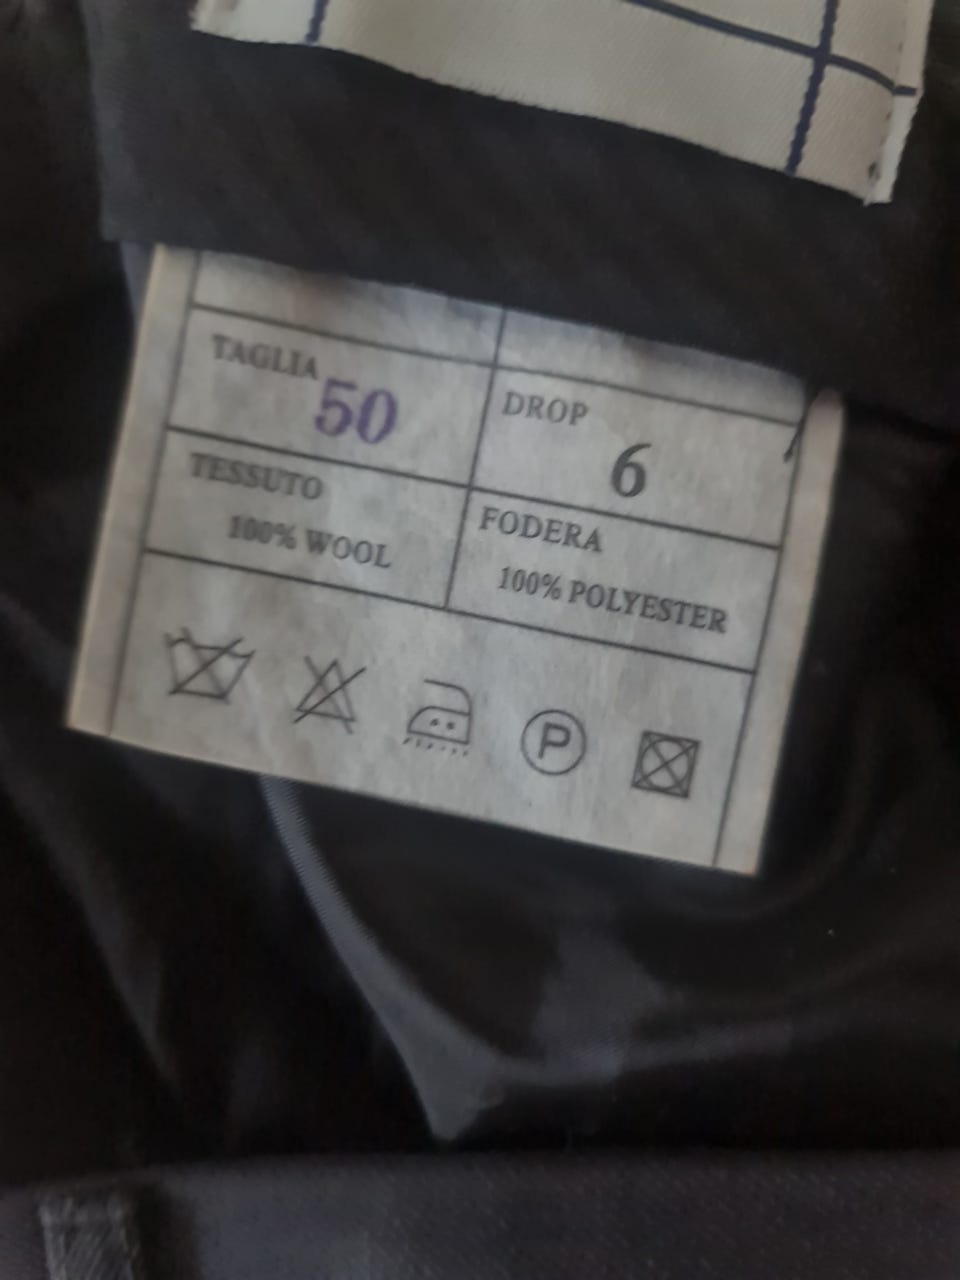 TAGLIA 50
DROP 6
TESSUTO
100% WOOL
FODERA
100% POLYESTER
P